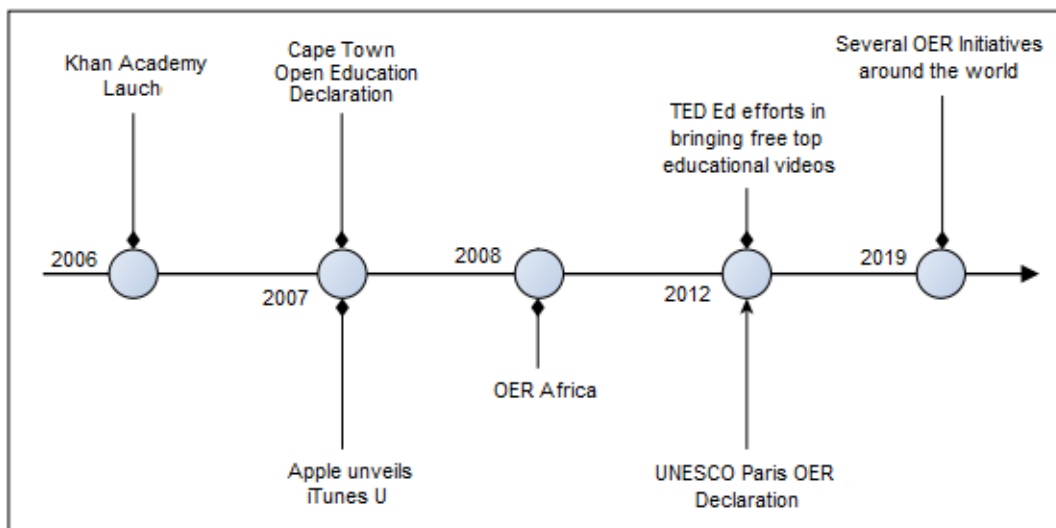 Khan Academy
Lauch
Cape Town
Open Education
Declaration
TED Ed efforts in
bringing free top
educational videos
Several OER Initiatives
around the world
2006
2007
2008
2012
2019
Apple unveils
iTunes U
OER Africa
UNESCO Paris OER
Declaration